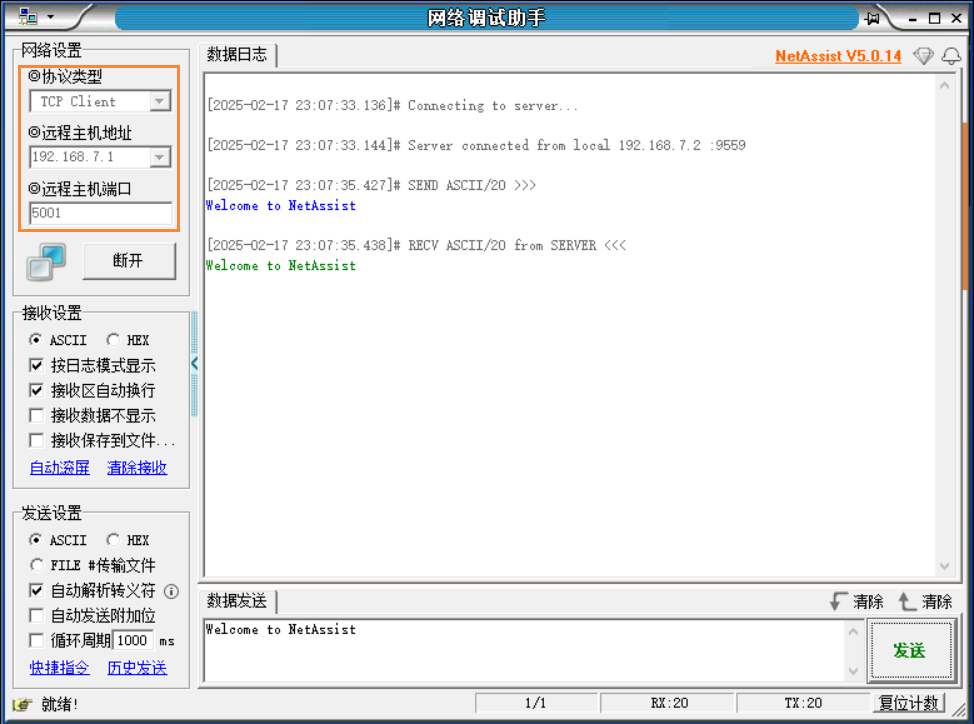 网络调试助手
网络设置
协议类型
TCP Client
远程主机地址
192.168.7.1
远程主机端口
5001
断开
接收设置
ASCII HEX
按日志模式显示
接收区自动换行
接收数据不显示
接收保存到文件...
自动滚屏 清除接收
发送设置
ASCII HEX
FILE #传输文件
自动解析转义符
自动发送附加位
循环周期 1000 ms
快捷指令 历史发送
数据日志
NetAssist V5.0.14
[2025-02-17 23:07:33.136]# Connecting to server...
[2025-02-17 23:07:33.144]# Server connected from local 192.168.7.2 :9559
[2025-02-17 23:07:35.427]# SEND ASCII/20 >>>
Welcome to NetAssist
[2025-02-17 23:07:35.438]# RECV ASCII/20 from SERVER <<<
Welcome to NetAssist
数据发送
清除 清除
Welcome to NetAssist
发送
就绪!
1/1
RX:20
TX:20
复位计数